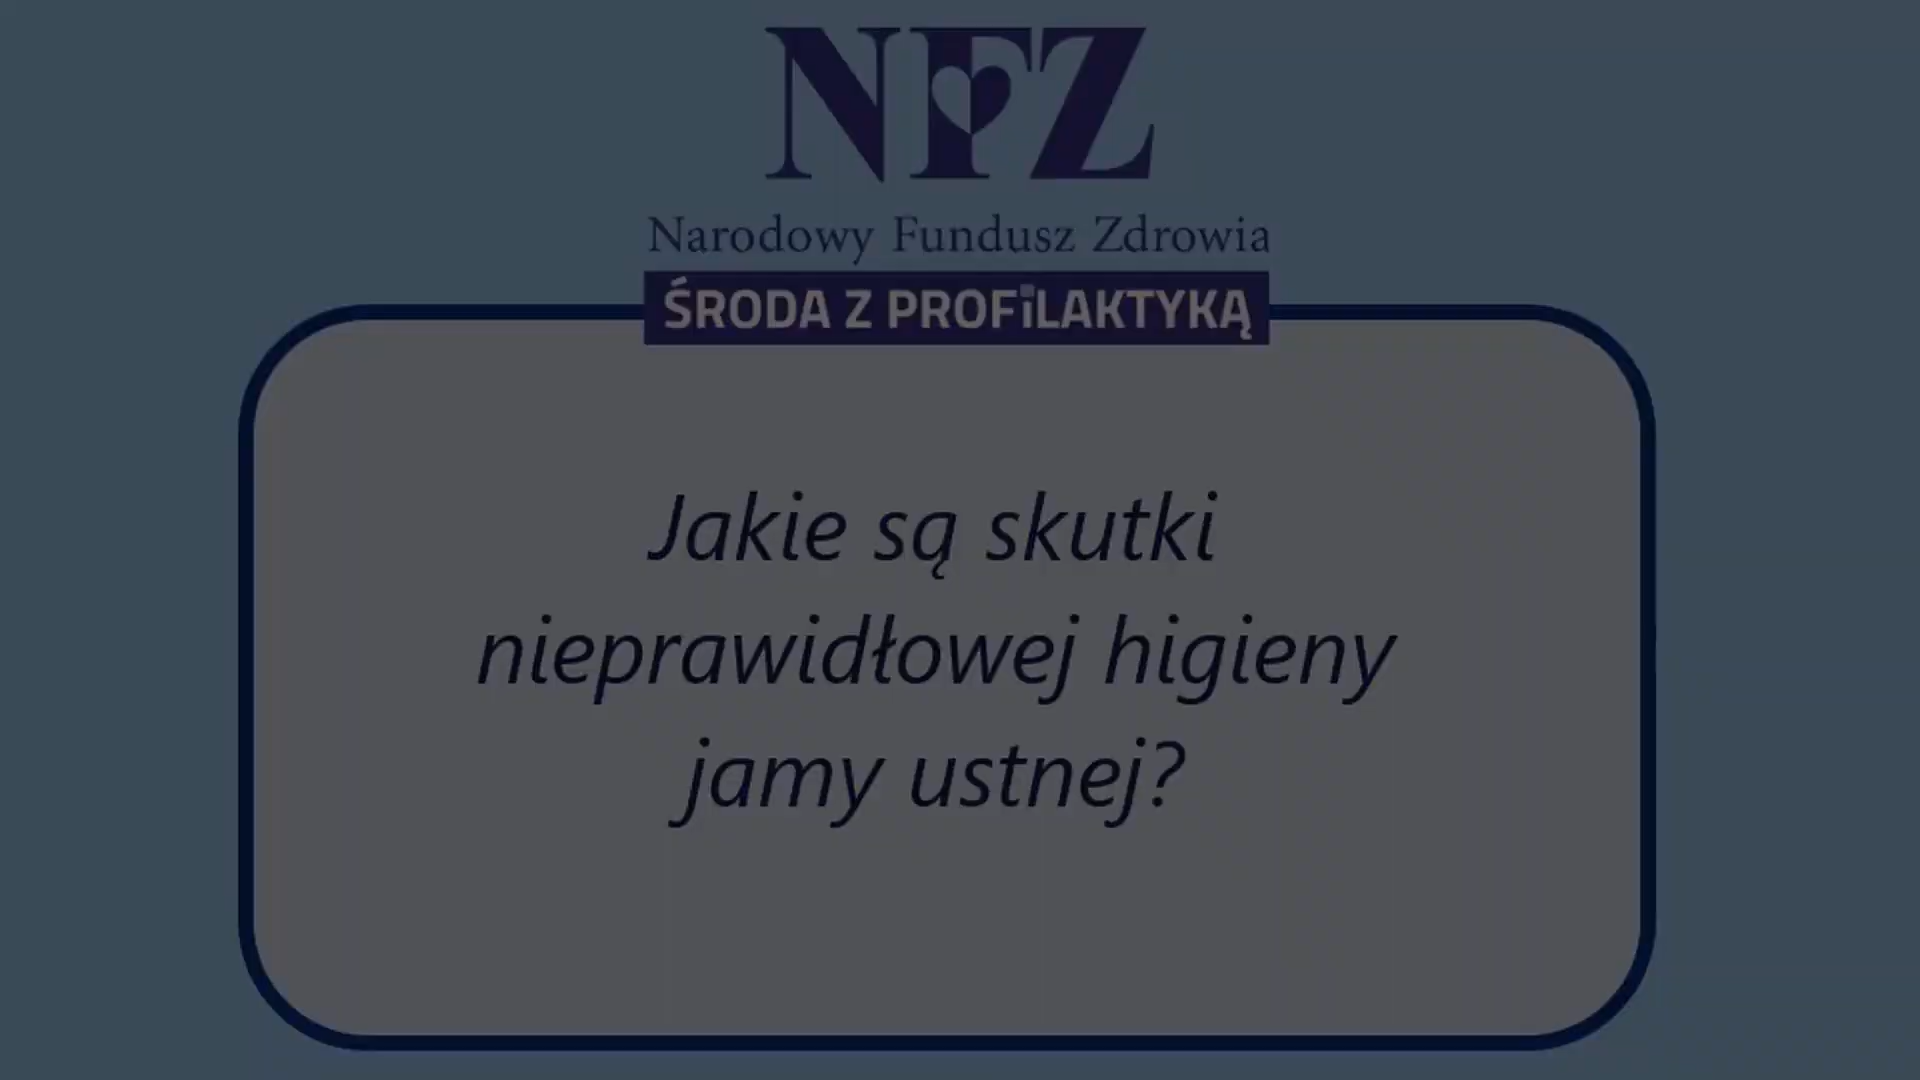 NFZ
Narodowy Fundusz Zdrowia
ŚRODA Z PROFiLAKTYKĄ
Jakie są skutki
nieprawidłowej higieny
jamy ustnej?